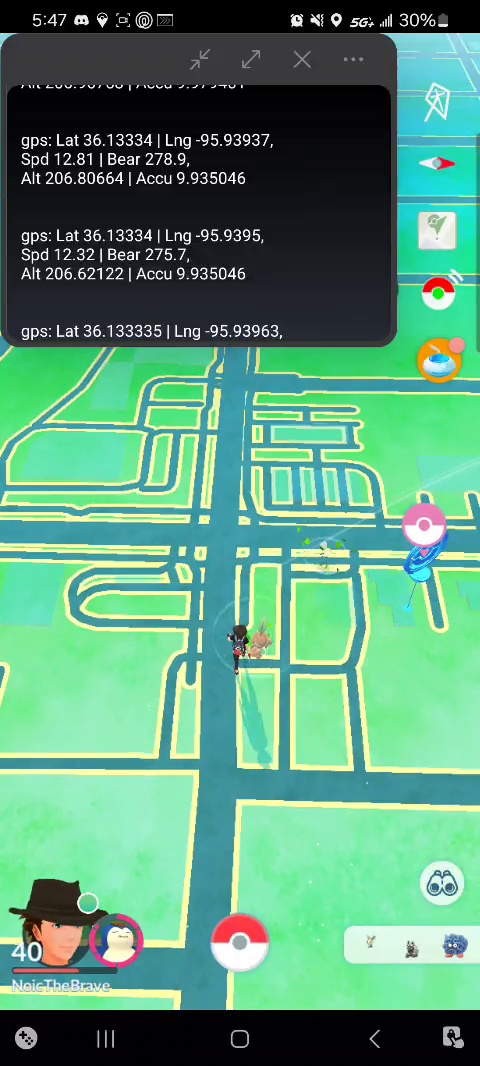 5:47
5G+
30%
gps: Lat 36.13334 | Lng -95.93937,
Spd 12.81 | Bear 278.9,
Alt 206.80664 | Accu 9.935046
gps: Lat 36.13334 | Lng -95.9395,
Spd 12.32 | Bear 275.7,
Alt 206.62122 | Accu 9.935046
gps: Lat 36.133335 | Lng -95.93963,
40
NoicTheBrave